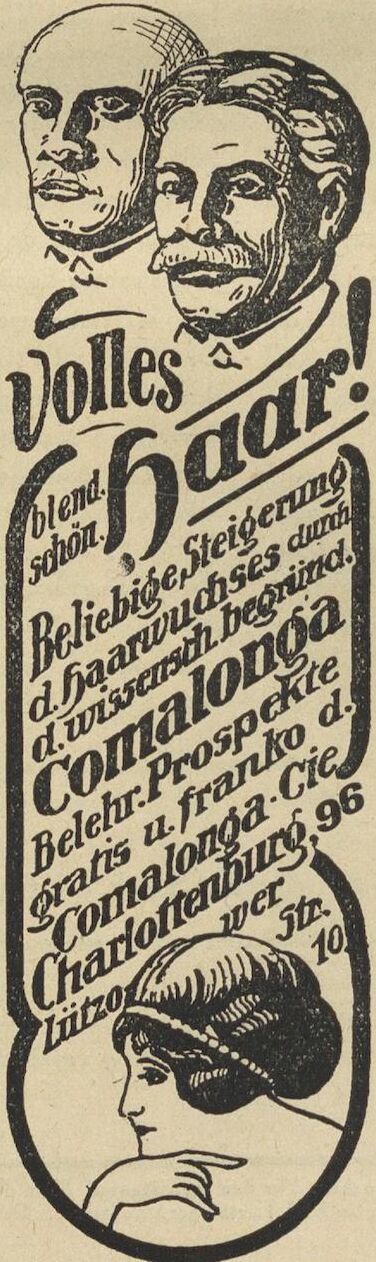 Volles
blend.
schön.
Haar!
Beliebige Steigerung
d. Haarwuchses durch
d. wissensch. begründ.
Comalonga
Belehr. Prospekte
gratis u. franko d.
Comalonga-Cie
Charlottenburg, 96
Lützower Str.
10.